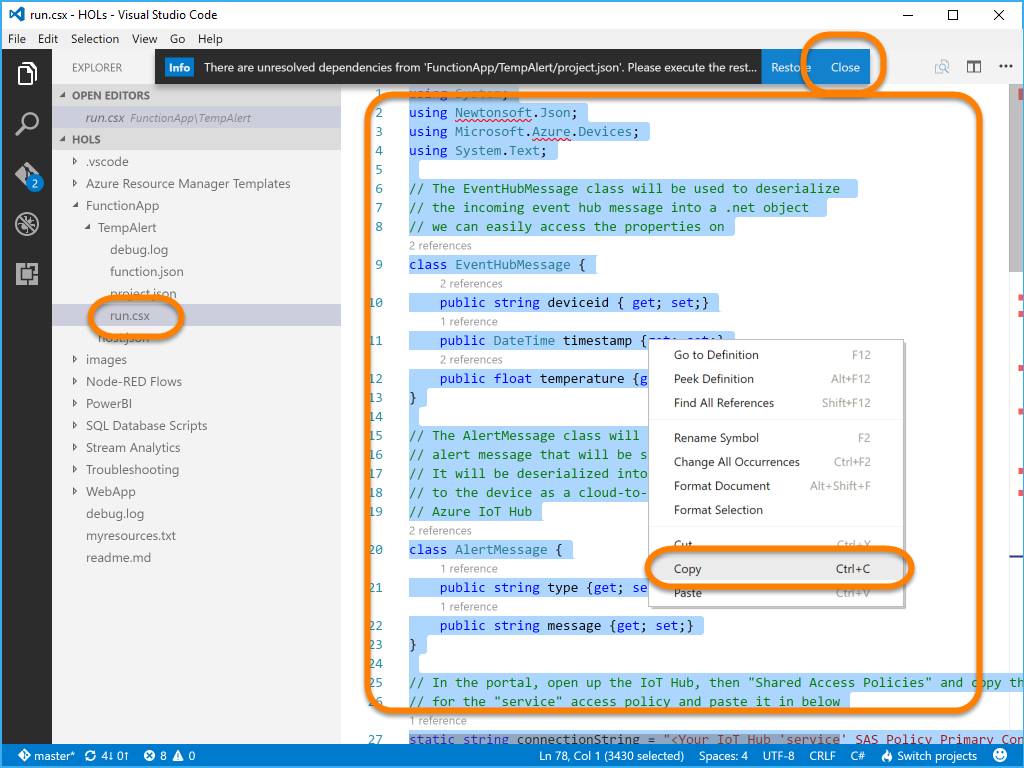 run.csx - HOLs - Visual Studio Code
File Edit Selection View Go Help
EXPLORER
Info There are unresolved dependencies from 'FunctionApp/TempAlert/project.json'. Please execute the rest... Restore Close
OPEN EDITORS
run.csx FunctionApp\TempAlert
HOLS
.vscode
Azure Resource Manager Templates
FunctionApp
TempAlert
debug.log
function.json
project.json
run.csx
host.json
images
Node-RED Flows
PowerBI
SQL Database Scripts
Stream Analytics
Troubleshooting
WebApp
debug.log
myresources.txt
readme.md
2
1 using System;
2 using Newtonsoft.Json;
3 using Microsoft.Azure.Devices;
4 using System.Text;
5
6 // The EventHubMessage class will be used to deserialize
7 // the incoming event hub message into a .net object
8 // we can easily access the properties on
2 references
9 class EventHubMessage {
2 references
10 public string deviceid { get; set;}
1 reference
11 public DateTime timestamp {get; set;}
2 references
12 public float temperature {g
13 }
14
15 // The AlertMessage class will
16 // alert message that will be s
17 // It will be deserialized into
18 // to the device as a cloud-to-
19 // Azure IoT Hub
2 references
20 class AlertMessage {
1 reference
21 public string type {get; se
1 reference
22 public string message {get; set;}
23 }
24
25 // In the portal, open up the IoT Hub, then "Shared Access Policies" and copy th
26 // for the "service" access policy and paste it in below
1 reference
27 static string connectionString = "<Your IoT Hub 'service' SAS Policy Primary Con
Go to Definition F12
Peek Definition Alt+F12
Find All References Shift+F12
Rename Symbol F2
Change All Occurrences Ctrl+F2
Format Document Alt+Shift+F
Format Selection
Cut Ctrl+X
Copy Ctrl+C
Paste Ctrl+V
master* 4↓ 0↑ 8 0 Ln 78, Col 1 (3430 selected) Spaces: 4 UTF-8 CRLF C# Switch projects